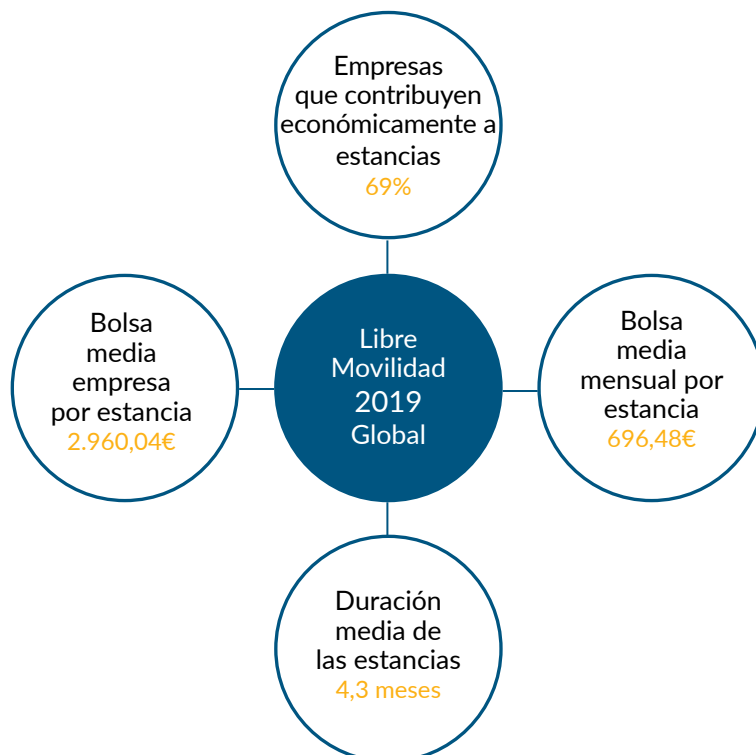 Empresas
que contribuyen
económicamente a
estancias
69%
Bolsa
media
empresa
por estancia
2.960,04€
Libre
Movilidad
2019
Global
Bolsa
media
mensual por
estancia
696,48€
Duración
media de
las estancias
4,3 meses